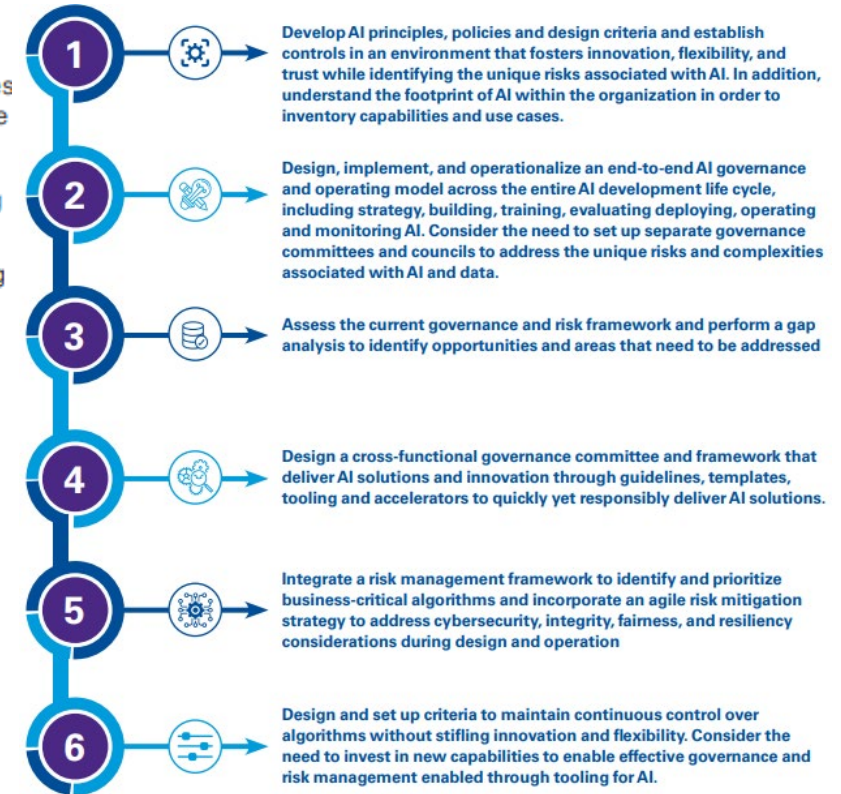 1
Develop AI principles, policies and design criteria and establish
controls in an environment that fosters innovation, flexibility, and
trust while identifying the unique risks associated with AI. In addition,
understand the footprint of AI within the organization in order to
inventory capabilities and use cases.
2
Design, implement, and operationalize an end-to-end AI governance
and operating model across the entire AI development life cycle,
including strategy, building, training, evaluating deploying, operating
and monitoring AI. Consider the need to set up separate governance
committees and councils to address the unique risks and complexities
associated with AI and data.
3
Assess the current governance and risk framework and perform a gap
analysis to identify opportunities and areas that need to be addressed
4
Design a cross-functional governance committee and framework that
deliver AI solutions and innovation through guidelines, templates,
tooling and accelerators to quickly yet responsibly deliver AI solutions.
5
Integrate a risk management framework to identify and prioritize
business-critical algorithms and incorporate an agile risk mitigation
strategy to address cybersecurity, integrity, fairness, and resiliency
considerations during design and operation
6
Design and set up criteria to maintain continuous control over
algorithms without stifling innovation and flexibility. Consider the
need to invest in new capabilities to enable effective governance and
risk management enabled through tooling for AI.